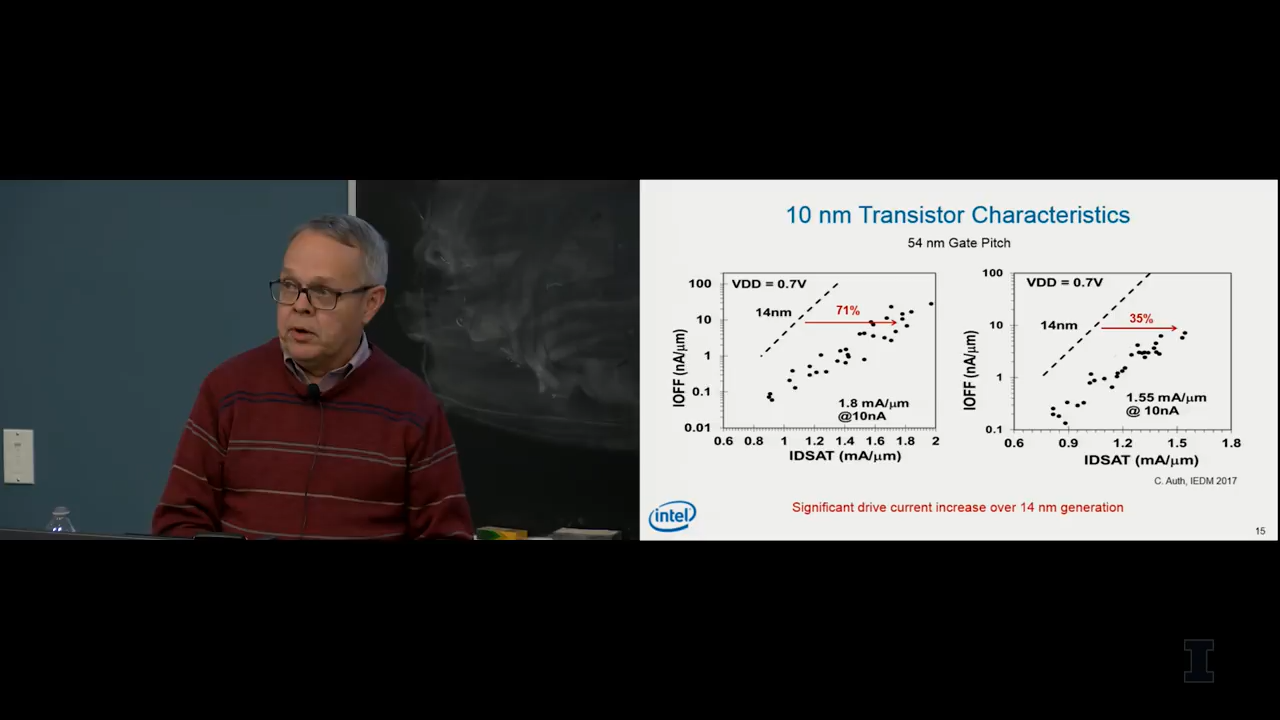 10 nm Transistor Characteristics
54 nm Gate Pitch
VDD = 0.7V
14nm
71%
1.8 mA/μm
@10nA
100
10
1
0.1
0.01
IOFF (nA/μm)
0.6 0.8 1 1.2 1.4 1.6 1.8 2
IDSAT (mA/μm)
VDD = 0.7V
14nm
35%
1.55 mA/μm
@ 10nA
100
10
1
0.1
IOFF (nA/μm)
0.6 0.9 1.2 1.5 1.8
IDSAT (mA/μm)
C. Auth, IEDM 2017
Significant drive current increase over 14 nm generation
intel
15
I